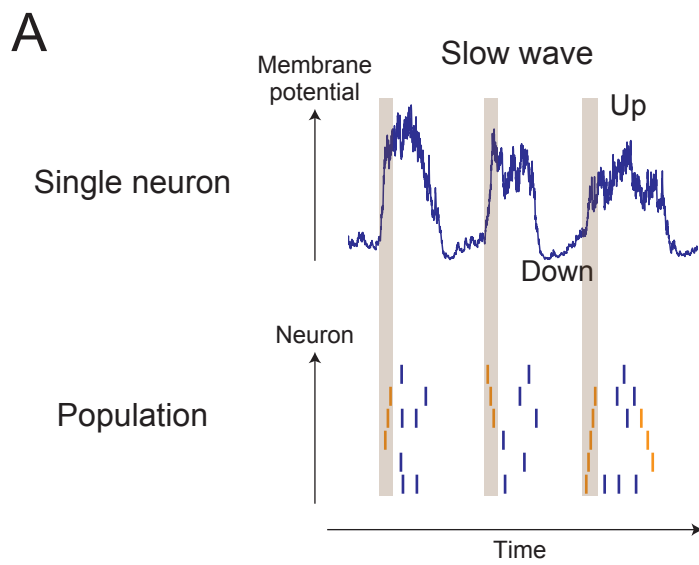 A
Slow wave
Membrane
potential
Up
Single neuron
Down
Neuron
Population
Time